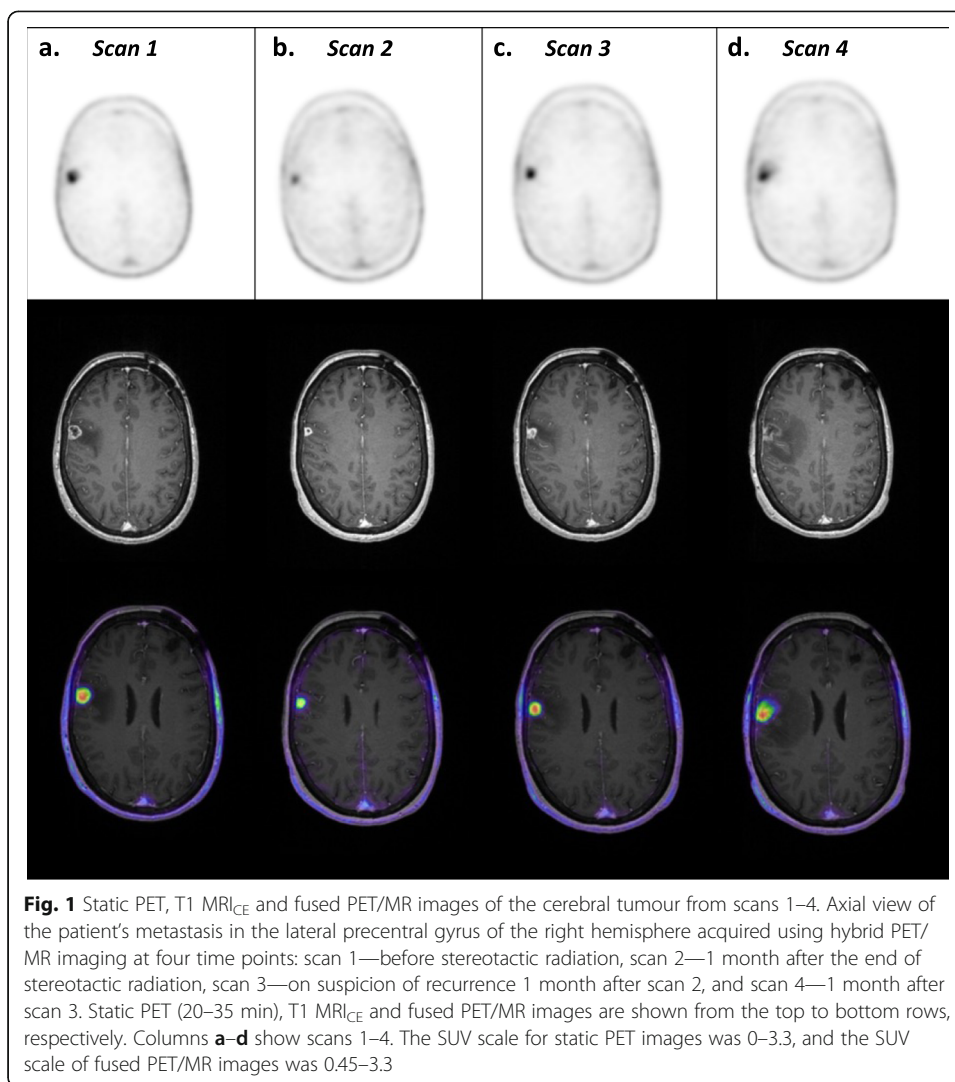 a. Scan 1
b. Scan 2
c. Scan 3
d. Scan 4
Fig. 1 Static PET, T1 MRICE and fused PET/MR images of the cerebral tumour from scans 1–4. Axial view of
the patient's metastasis in the lateral precentral gyrus of the right hemisphere acquired using hybrid PET/
MR imaging at four time points: scan 1—before stereotactic radiation, scan 2—1 month after the end of
stereotactic radiation, scan 3—on suspicion of recurrence 1 month after scan 2, and scan 4—1 month after
scan 3. Static PET (20–35 min), T1 MRICE and fused PET/MR images are shown from the top to bottom rows,
respectively. Columns a–d show scans 1–4. The SUV scale for static PET images was 0–3.3, and the SUV
scale of fused PET/MR images was 0.45–3.3